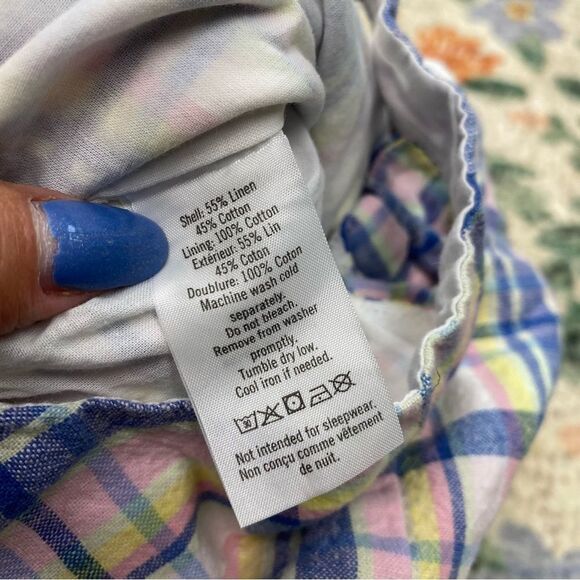 Shell: 55% Linen
45% Cotton
Lining: 100% Cotton
Extérieur: 55% Lin
45% Coton
Doublure: 100% Coton
Machine wash cold
separately.
Do not bleach.
Remove from washer
promptly.
Tumble dry low.
Cool iron if needed.
30
Not intended for sleepwear.
Non conçu comme vêtement
de nuit.